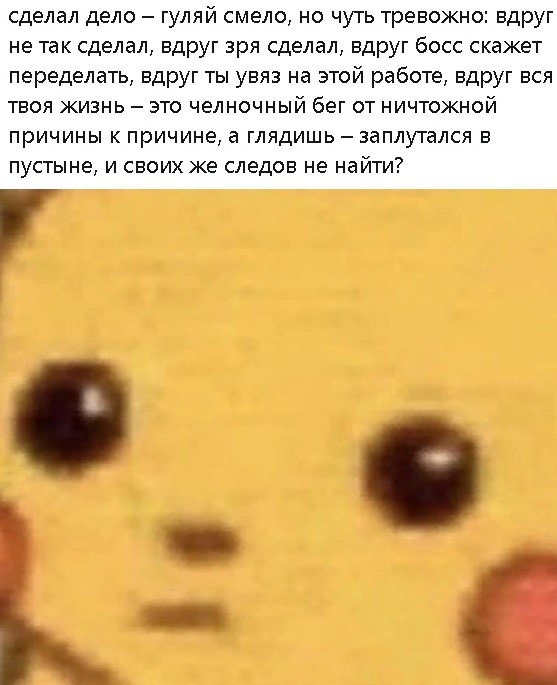 сделал дело – гуляй смело, но чуть тревожно: вдруг
не так сделал, вдруг зря сделал, вдруг босс скажет
переделать, вдруг ты увяз на этой работе, вдруг вся
твоя жизнь – это челночный бег от ничтожной
причины к причине, а глядишь – заплутался в
пустыне, и своих же следов не найти?